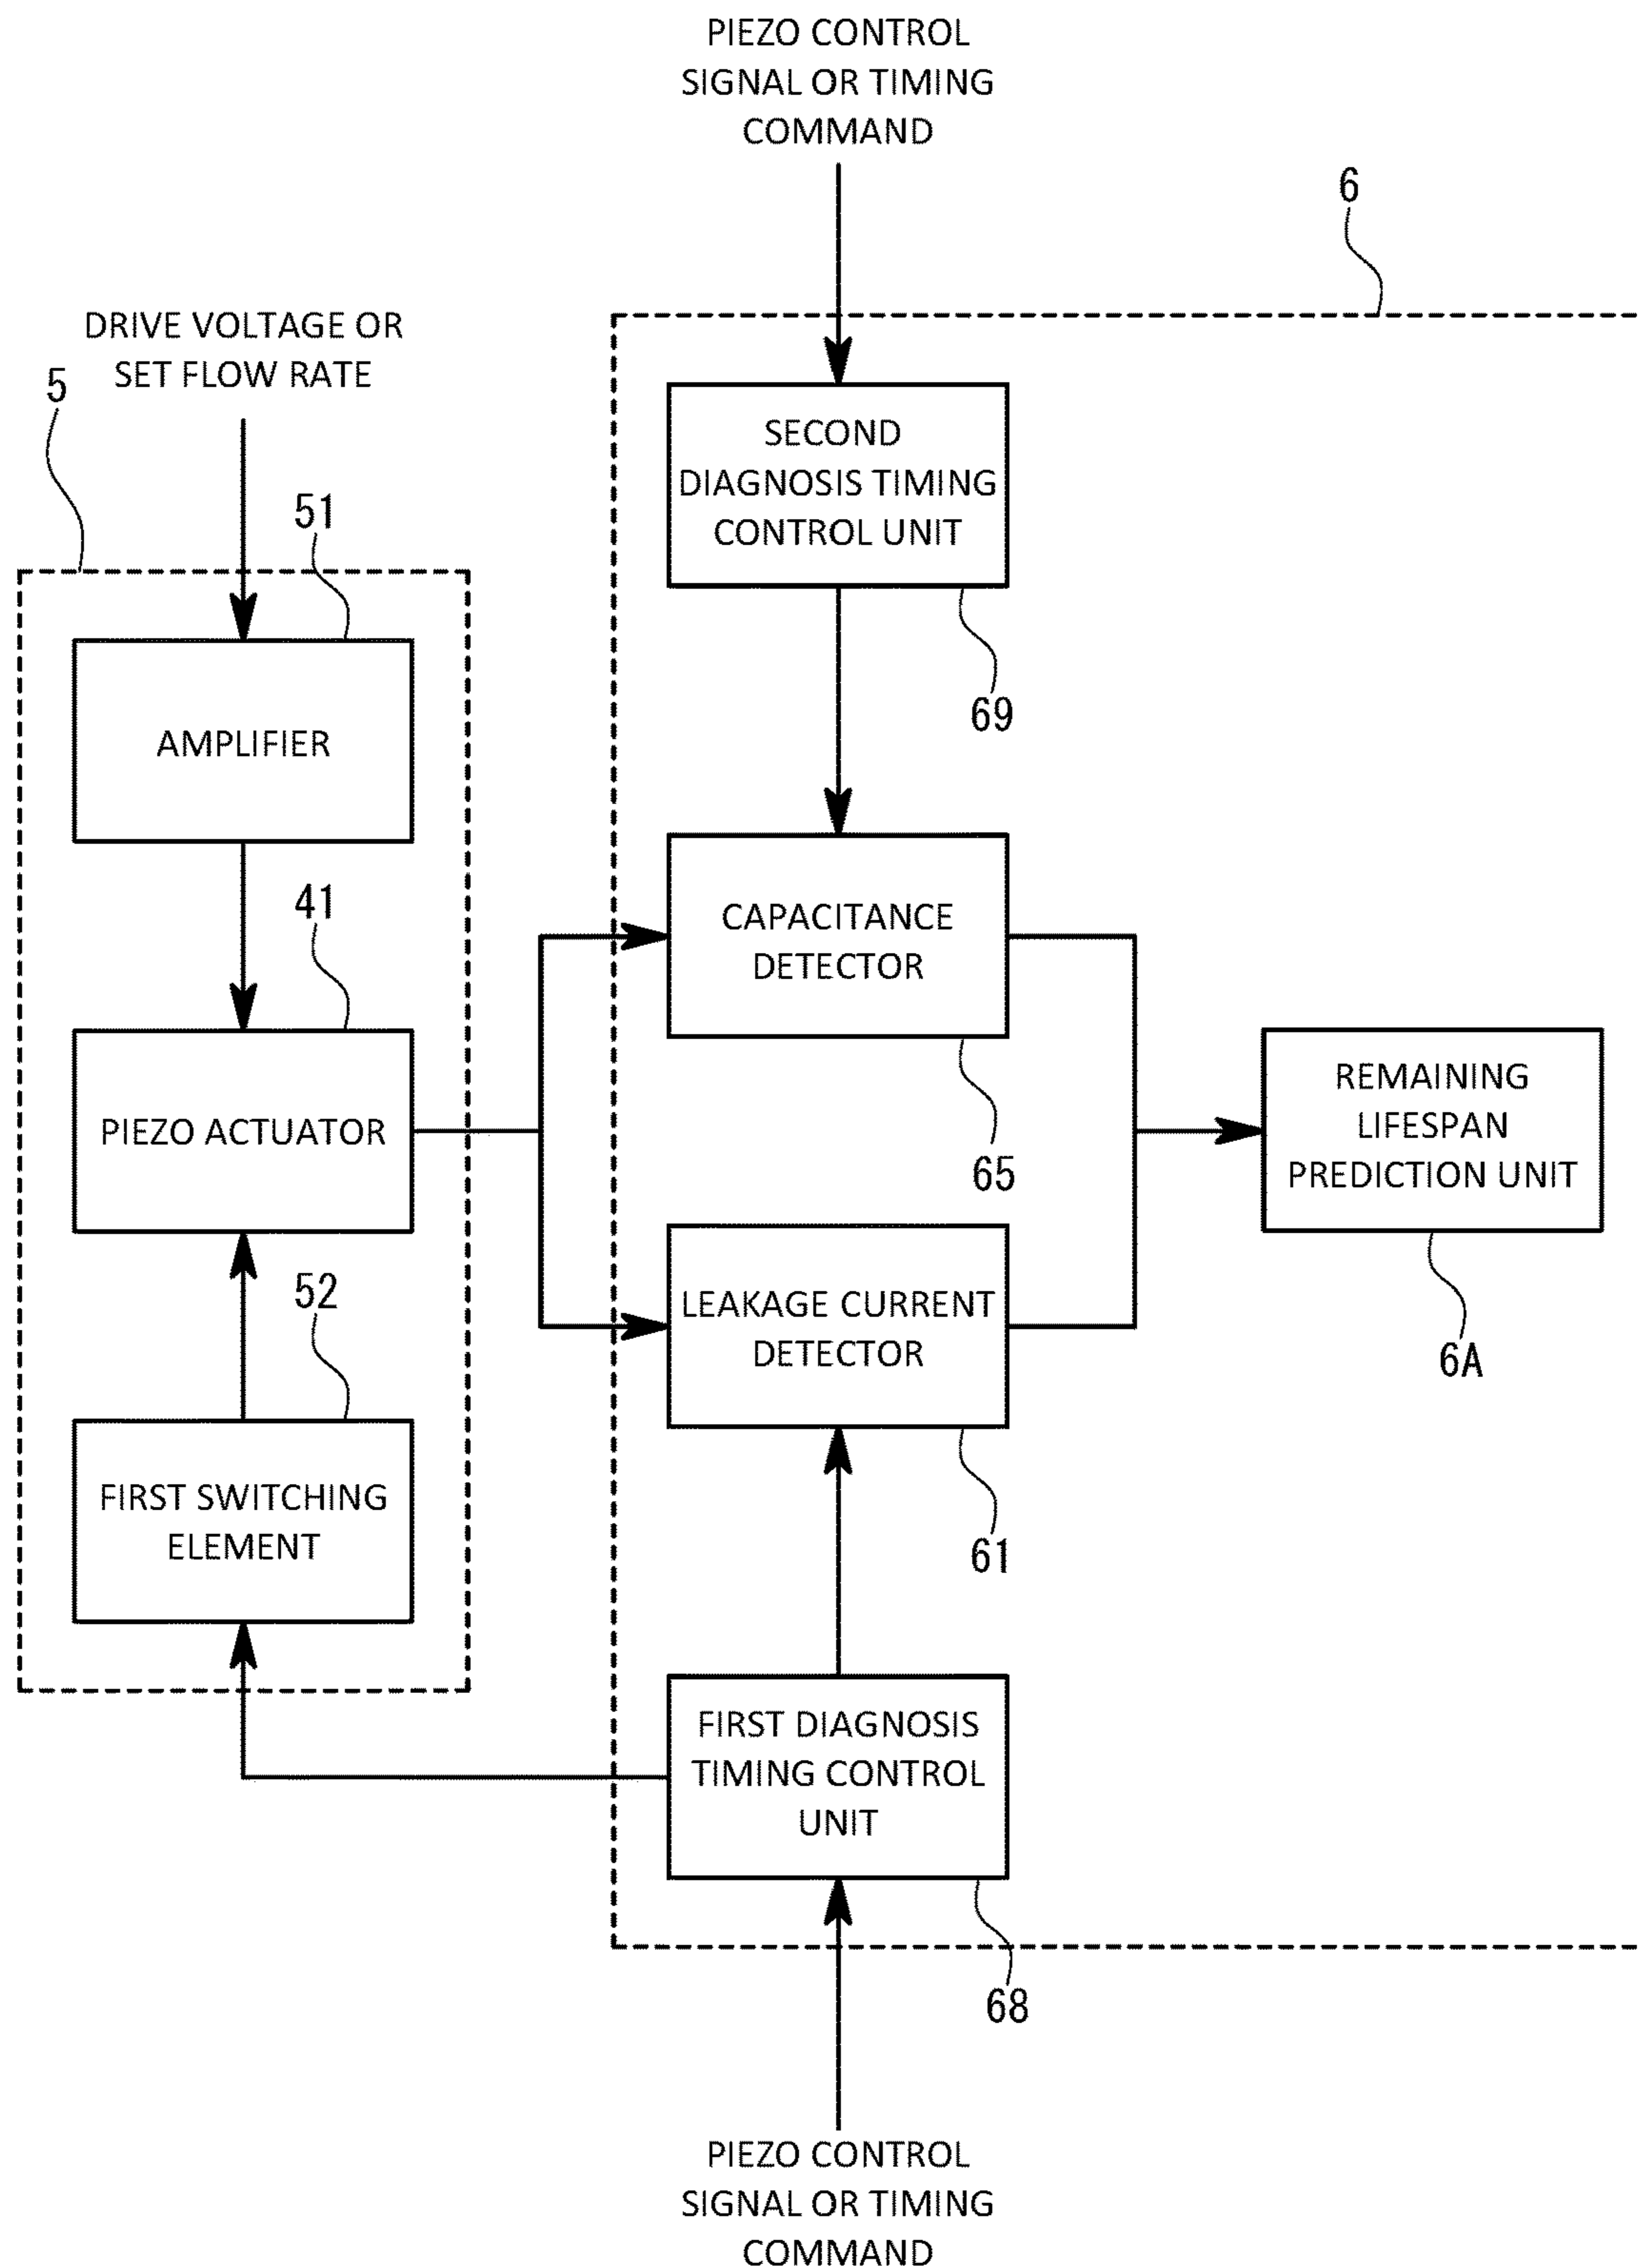 PIEZO CONTROL
SIGNAL OR TIMING
COMMAND
6
DRIVE VOLTAGE OR
SET FLOW RATE
5
SECOND
DIAGNOSIS TIMING
CONTROL UNIT
51
69
AMPLIFIER
41
CAPACITANCE
DETECTOR
REMAINING
LIFESPAN
PREDICTION UNIT
PIEZO ACTUATOR
65
52
LEAKAGE CURRENT
DETECTOR
6A
FIRST SWITCHING
ELEMENT
61
FIRST DIAGNOSIS
TIMING CONTROL
UNIT
68
PIEZO CONTROL
SIGNAL OR TIMING
COMMAND